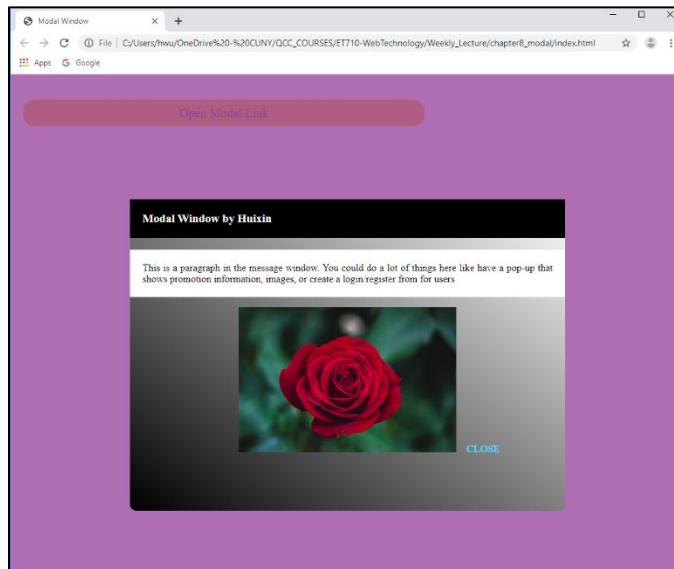 Modal Window
File | C:/Users/hwu/OneDrive%20-%20CUNY/QCC_COURSES/ET710-WebTechnology/Weekly_Lecture/chapter8_modal/index.html
Apps Google
Open Modal Link
Modal Window by Huixin
This is a paragraph in the message window. You could do a lot of things here like have a pop-up that
shows promotion information, images, or create a login/register from for users
CLOSE